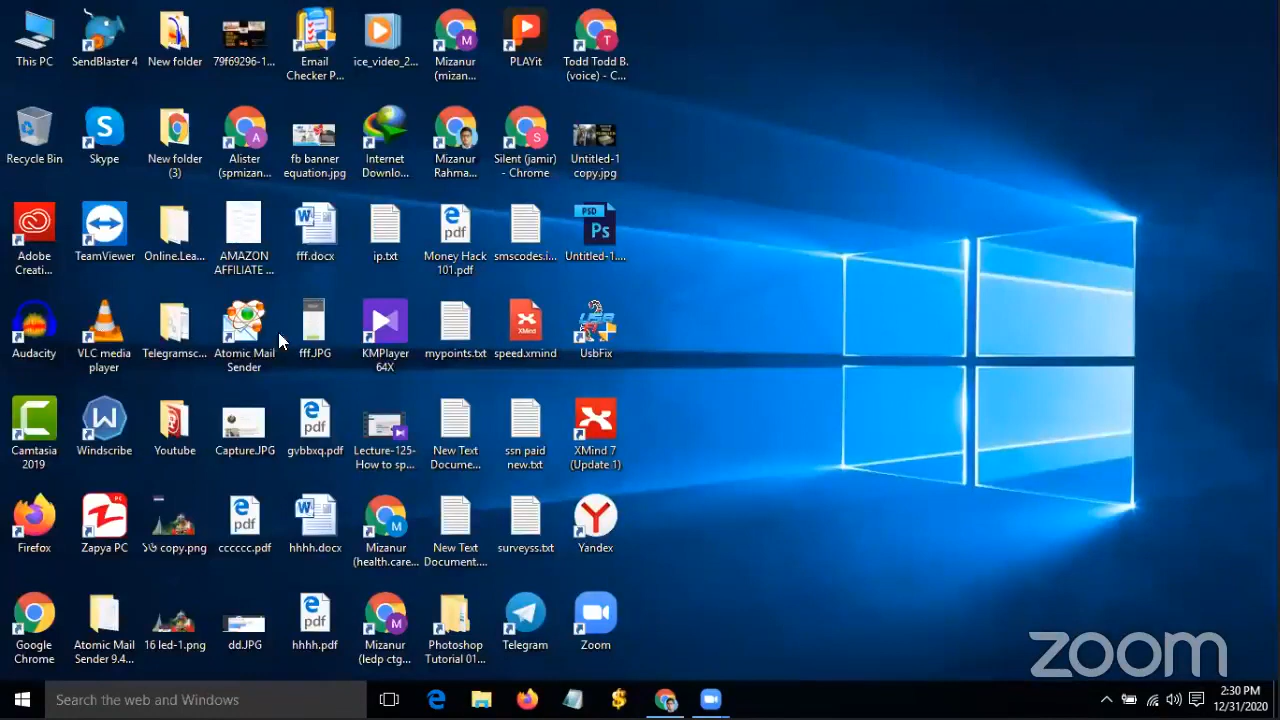 This PC
SendBlaster 4
New folder
79f69296-1...
Email
Checker P...
ice_video_2...
Mizanur
(mizan...
PLAYit
Todd Todd B.
(voice) - C...
Recycle Bin
Skype
New folder
(3)
Alister
(spmizan...
fb banner
equation.jpg
Internet
Downlo...
Mizanur
Rahma...
Silent (jamir)
- Chrome
Untitled-1
copy.jpg
Adobe
Creati...
TeamViewer
Online.Lea...
AMAZON
AFFILIATE ...
fff.docx
ip.txt
Money Hack
101.pdf
smscodes.i...
Untitled-1....
Audacity
VLC media
player
Telegramsc...
Atomic Mail
Sender
fff.JPG
KMPlayer
64X
mypoints.txt
speed.xmind
UsbFix
Camtasia
2019
Windscribe
Youtube
Capture.JPG
gvbbxq.pdf
Lecture-125-
How to sp...
New Text
Docume...
ssn paid
new.txt
XMind 7
(Update 1)
Firefox
Zapya PC
copy.png
cccccc.pdf
hhhh.docx
Mizanur
(health.care...
New Text
Document....
surveyss.txt
Yandex
Google
Chrome
Atomic Mail
Sender 9.4...
16 led-1.png
dd.JPG
hhhh.pdf
Mizanur
(ledp ctg...
Photoshop
Tutorial 01...
Telegram
Zoom
zoom
Search the web and Windows
2:30 PM
12/31/2020